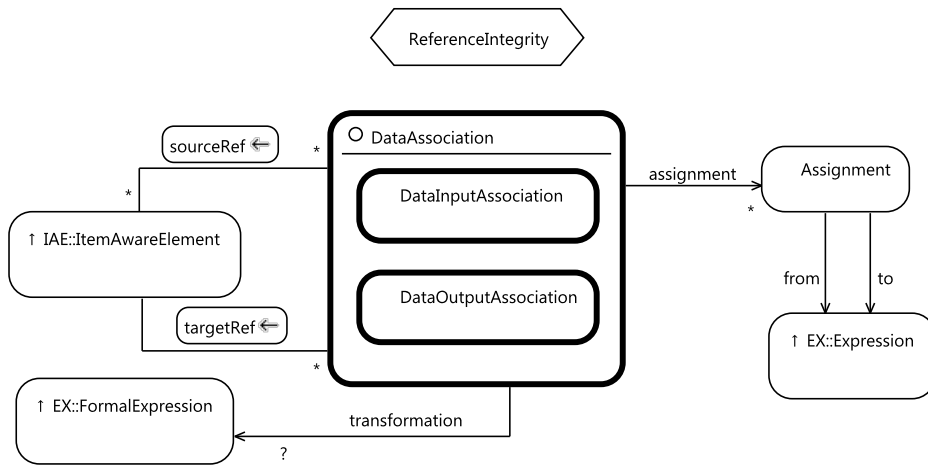 ReferenceIntegrity
sourceRef ←
*
*
DataAssociation
DataInputAssociation
DataOutputAssociation
assignment
*
Assignment
↑ IAE::ItemAwareElement
from
to
targetRef ←
*
↑ EX::Expression
↑ EX::FormalExpression
transformation
?